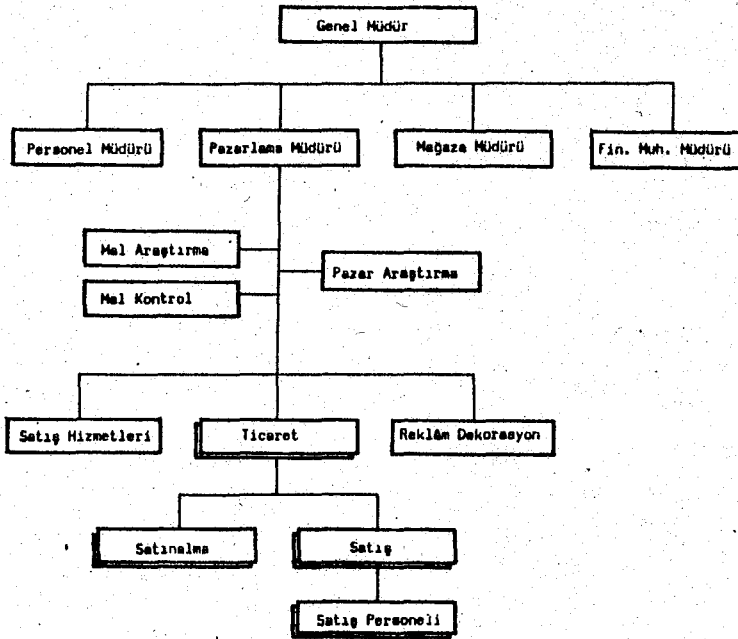 Genel Müdür
Personel Müdürü
Pazarlama Müdürü
Mağaza Müdürü
Fin. Muh. Müdürü
Mal Araştırma
Pazar Araştırma
Mal Kontrol
Satış Hizmetleri
Ticaret
Reklâm Dekorasyon
Satınalma
Satış
Satış Personeli